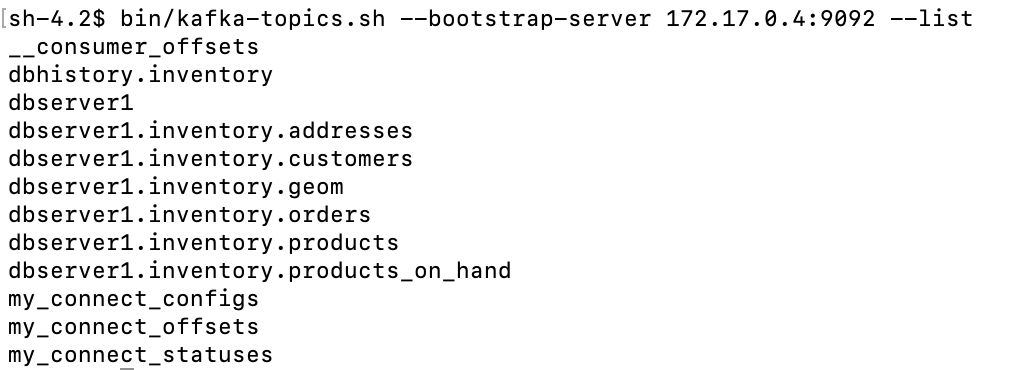 [sh-4.2$ bin/kafka-topics.sh --bootstrap-server 172.17.0.4:9092 --list
__consumer_offsets
dbhistory.inventory
dbserver1
dbserver1.inventory.addresses
dbserver1.inventory.customers
dbserver1.inventory.geom
dbserver1.inventory.orders
dbserver1.inventory.products
dbserver1.inventory.products_on_hand
my_connect_configs
my_connect_offsets
my_connect_statuses